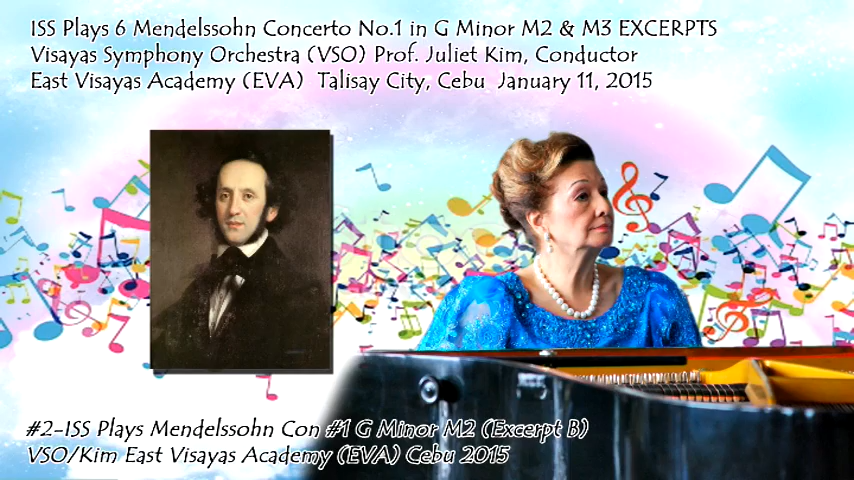 ISS Plays 6 Mendelssohn Concerto No.1 in G Minor M2 & M3 EXCERPTS
Visayas Symphony Orchestra (VSO) Prof. Juliet Kim, Conductor
East Visayas Academy (EVA) Talisay City, Cebu January 11, 2015
#2-ISS Plays Mendelssohn Con #1 G Minor M2 (Excerpt B)
VSO/Kim East Visayas Academy (EVA) Cebu 2015